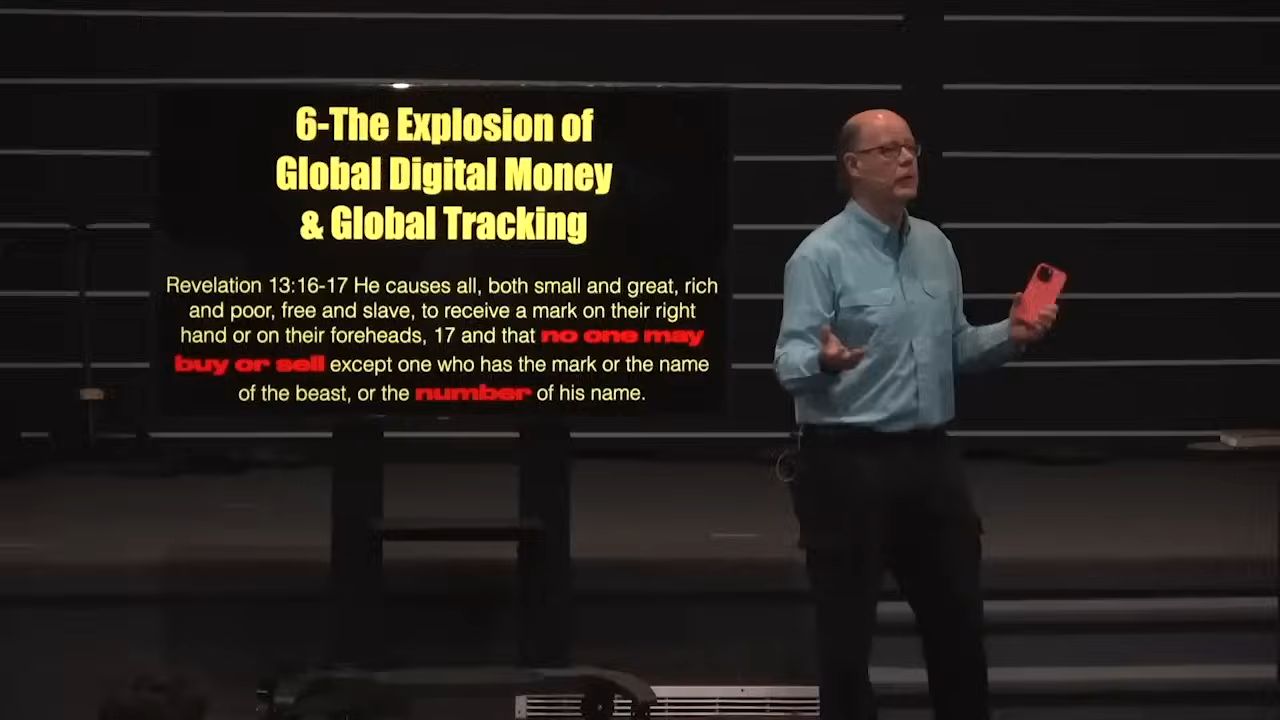 6-The Explosion of
Global Digital Money
& Global Tracking
Revelation 13:16-17 He causes all, both small and great, rich
and poor, free and slave, to receive a mark on their right
hand or on their foreheads, 17 and that no one may
buy or sell except one who has the mark or the name
of the beast, or the number of his name.